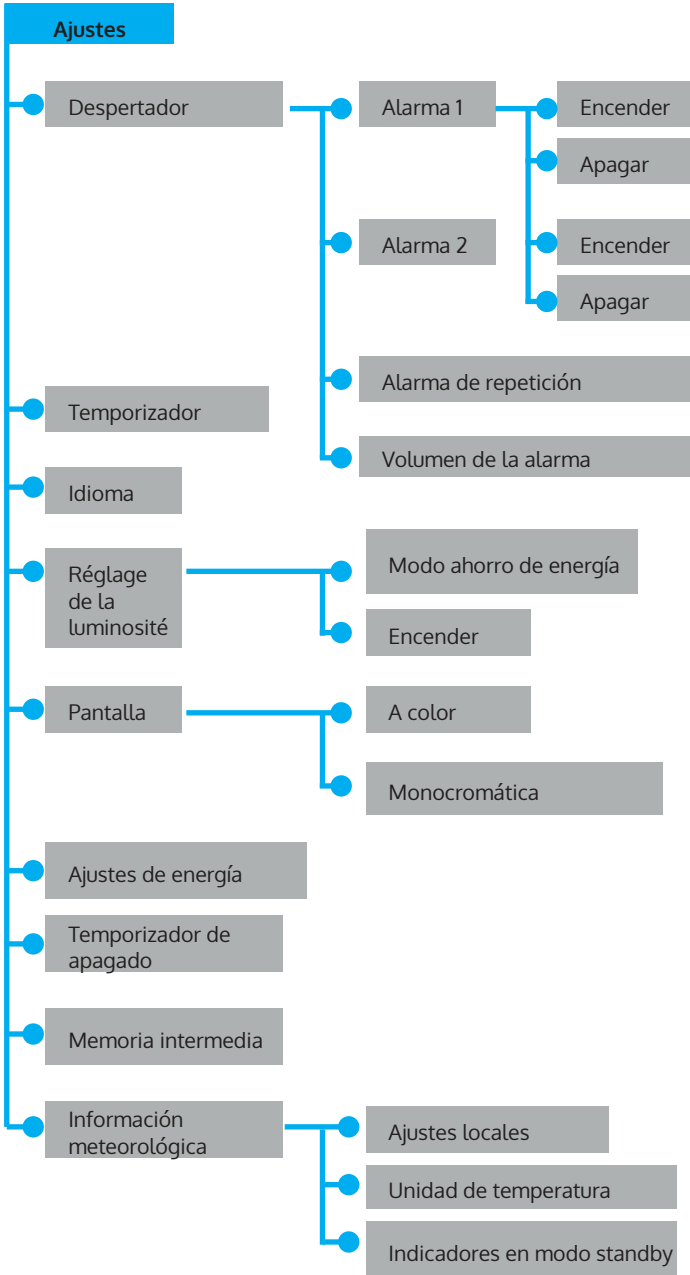 Ajustes
Despertador
Alarma 1
Encender
Apagar
Alarma 2
Encender
Apagar
Alarma de repetición
Volumen de la alarma
Temporizador
Idioma
Réglage
de la
luminosité
Modo ahorro de energía
Encender
Pantalla
A color
Monocromática
Ajustes de energía
Temporizador de
apagado
Memoria intermedia
Información
meteorológica
Ajustes locales
Unidad de temperatura
Indicadores en modo standby